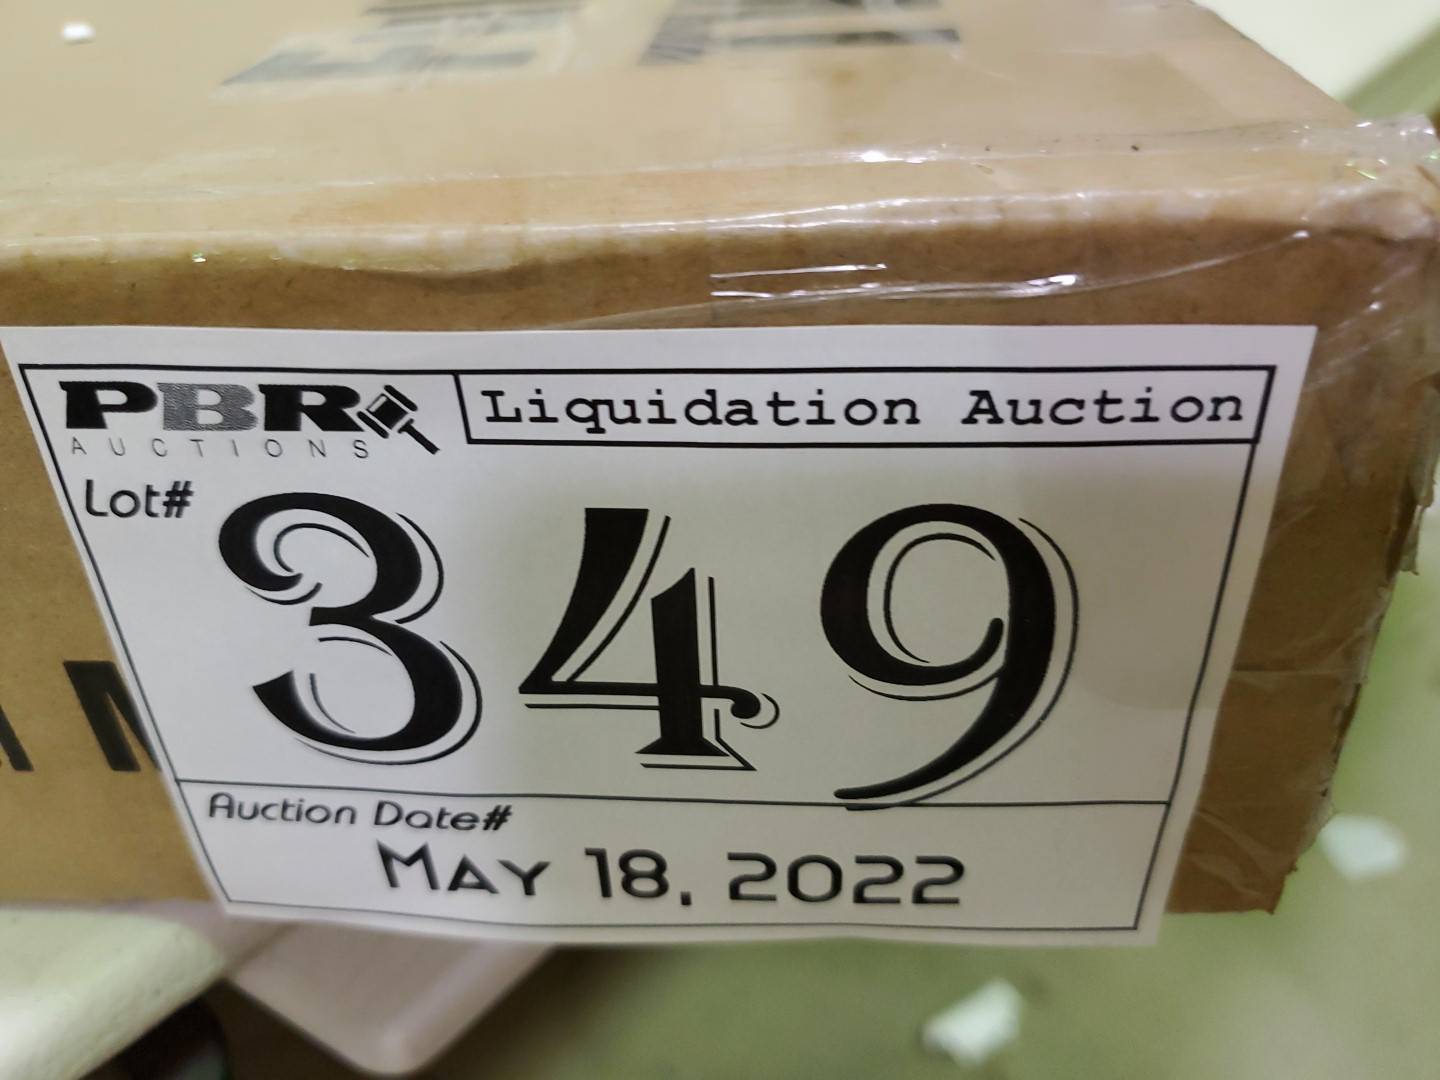 PBR
AUCTIONS
Liquidation Auction
Lot#
349
Auction Date#
May 18, 2022